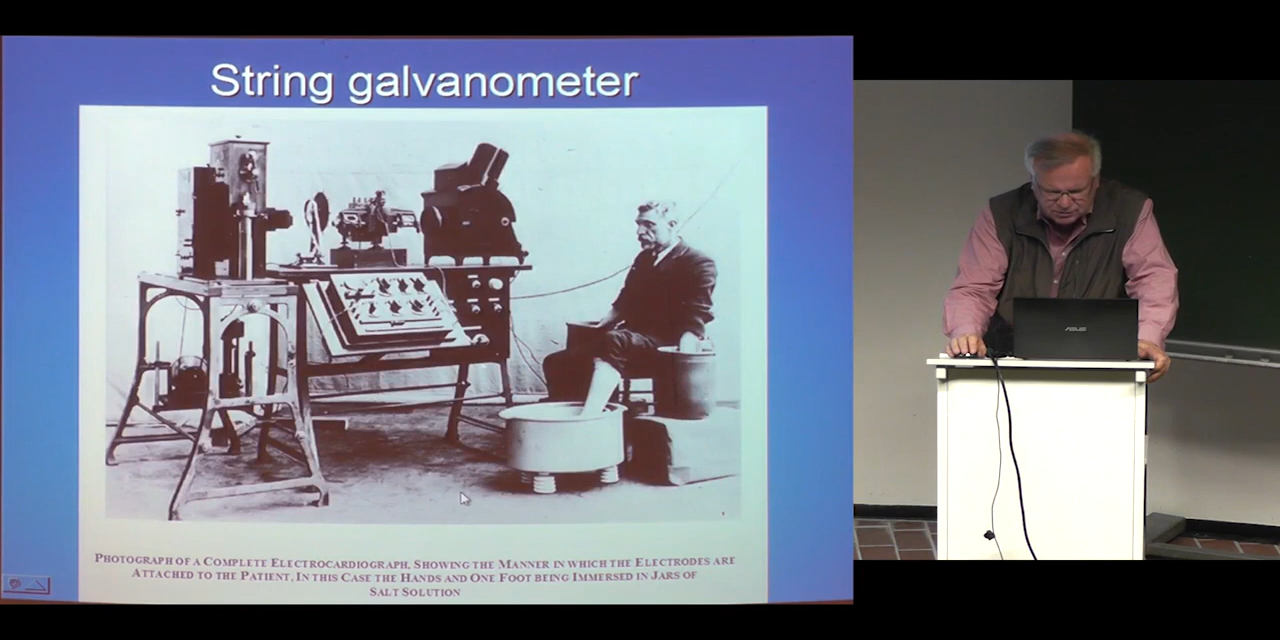 String galvanometer
PHOTOGRAPH OF A COMPLETE ELECTROCARDIOGRAPH, SHOWING THE MANNER IN WHICH THE ELECTRODES ARE
ATTACHED TO THE PATIENT, IN THIS CASE THE HANDS AND ONE FOOT BEING IMMERSED IN JARS OF
SALT SOLUTION
ASUS